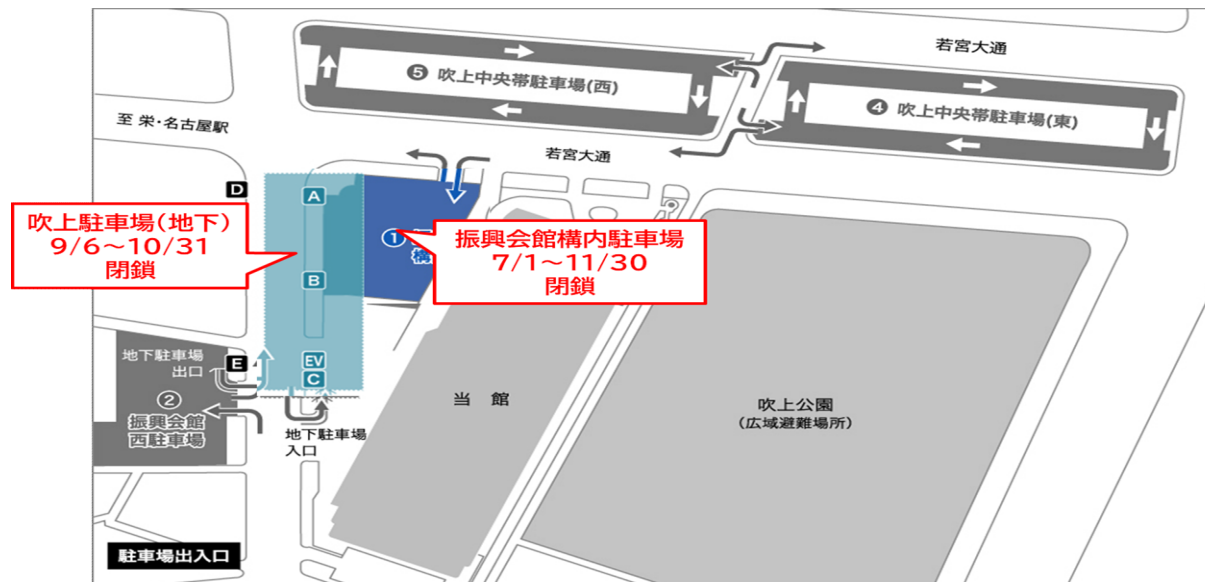 若宮大通
⑤ 吹上中央帯駐車場(西)
④ 吹上中央帯駐車場(東)
至 栄・名古屋駅
若宮大通
D
A
吹上駐車場(地下)
9/6~10/31
閉鎖
①
構
振興会館構内駐車場
7/1~11/30
閉鎖
B
地下駐車場
出口
E
EV
C
②
振興会館
西駐車場
地下駐車場
入口
当 館
吹上公園
(広域避難場所)
駐車場出入口